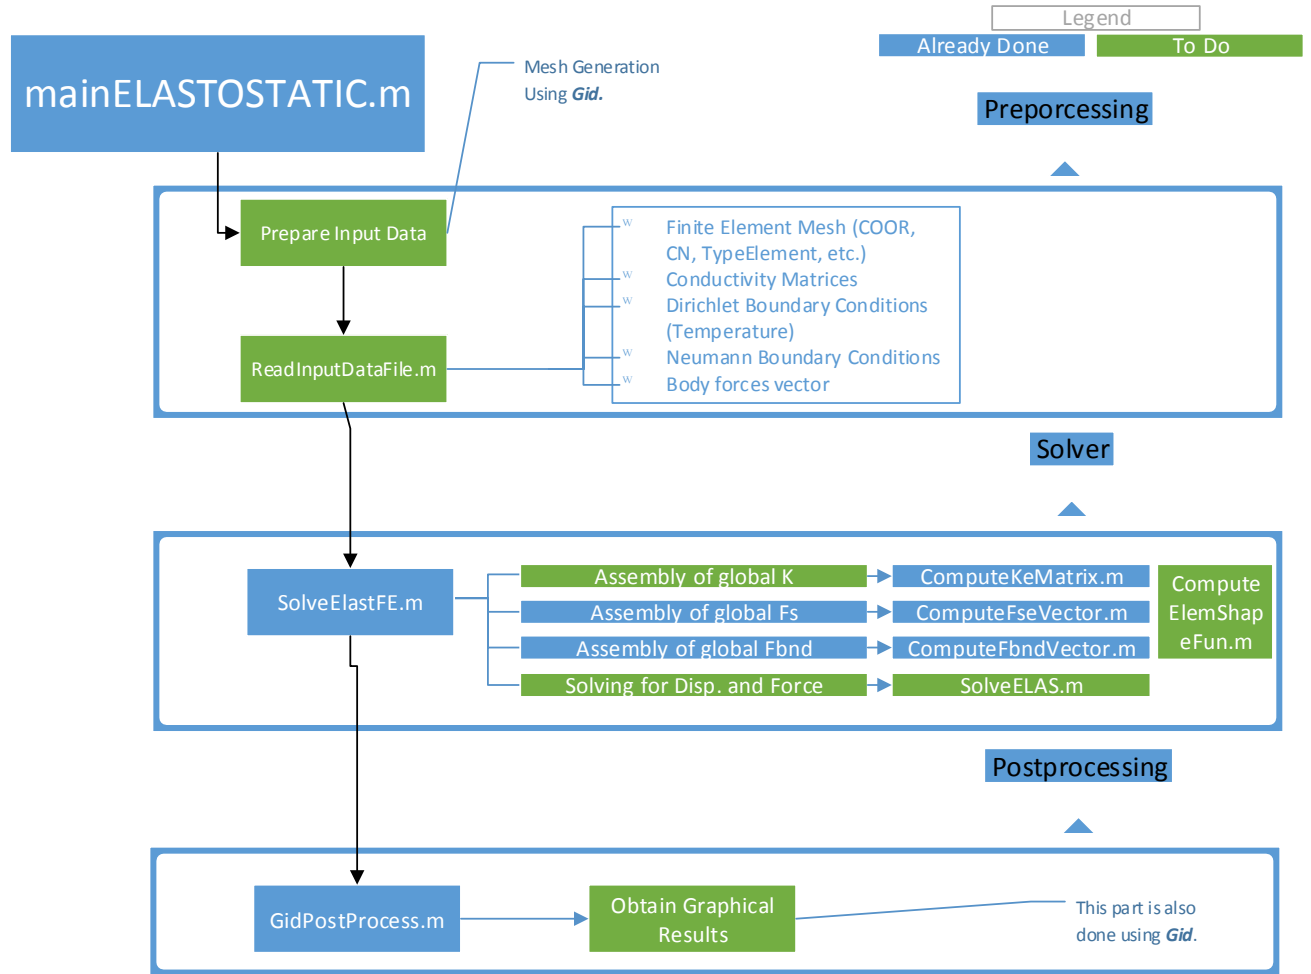 Legend
Already Done
To Do
mainELASTOSTATIC.m
Mesh Generation
Using Gid.
Preporcessing
Prepare Input Data
ReadInputDataFile.m
w Finite Element Mesh (COOR,
CN, TypeElement, etc.)
w Conductivity Matrices
w Dirichlet Boundary Conditions
(Temperature)
w Neumann Boundary Conditions
w Body forces vector
Solver
SolveElastFE.m
Assembly of global K
ComputeKeMatrix.m
Assembly of global Fs
ComputeFseVector.m
Assembly of global Fbnd
ComputeFbndVector.m
Solving for Disp. and Force
SolveELAS.m
Compute
ElemShap
eFun.m
Postprocessing
GidPostProcess.m
Obtain Graphical
Results
This part is also
done using Gid.